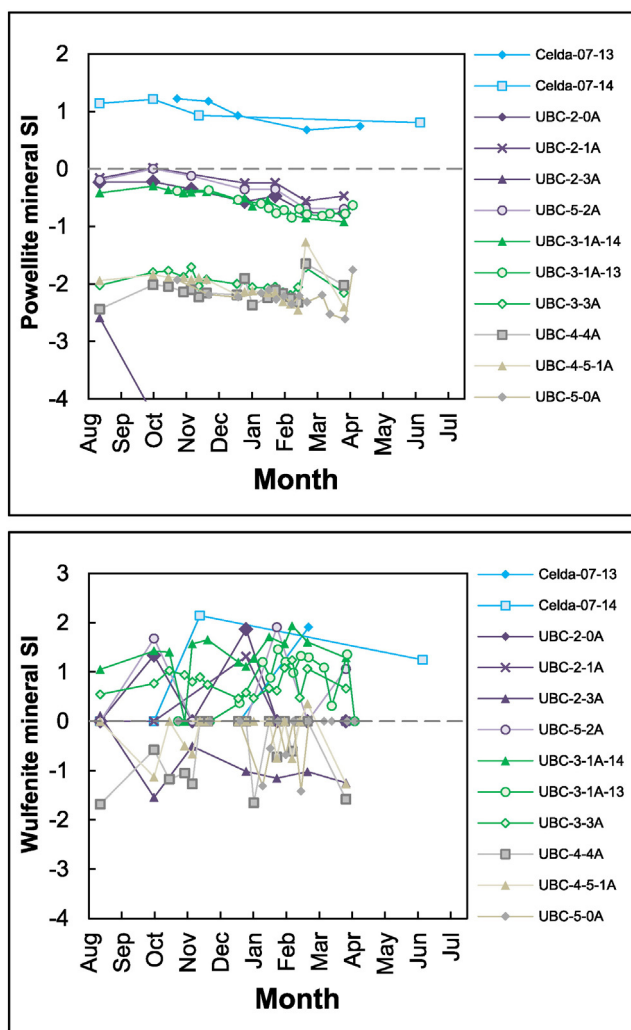 Powellite mineral SI
2
1
0
-1
-2
-3
-4
Aug
Sep
Oct
Nov
Dec
Jan
Feb
Mar
Apr
May
Jun
Jul
Month
Celda-07-13
Celda-07-14
UBC-2-0A
UBC-2-1A
UBC-2-3A
UBC-5-2A
UBC-3-1A-14
UBC-3-1A-13
UBC-3-3A
UBC-4-4A
UBC-4-5-1A
UBC-5-0A
Wulfenite mineral SI
3
2
1
0
-1
-2
-3
-4
Aug
Sep
Oct
Nov
Dec
Jan
Feb
Mar
Apr
May
Jun
Jul
Month
Celda-07-13
Celda-07-14
UBC-2-0A
UBC-2-1A
UBC-2-3A
UBC-5-2A
UBC-3-1A-14
UBC-3-1A-13
UBC-3-3A
UBC-4-4A
UBC-4-5-1A
UBC-5-0A